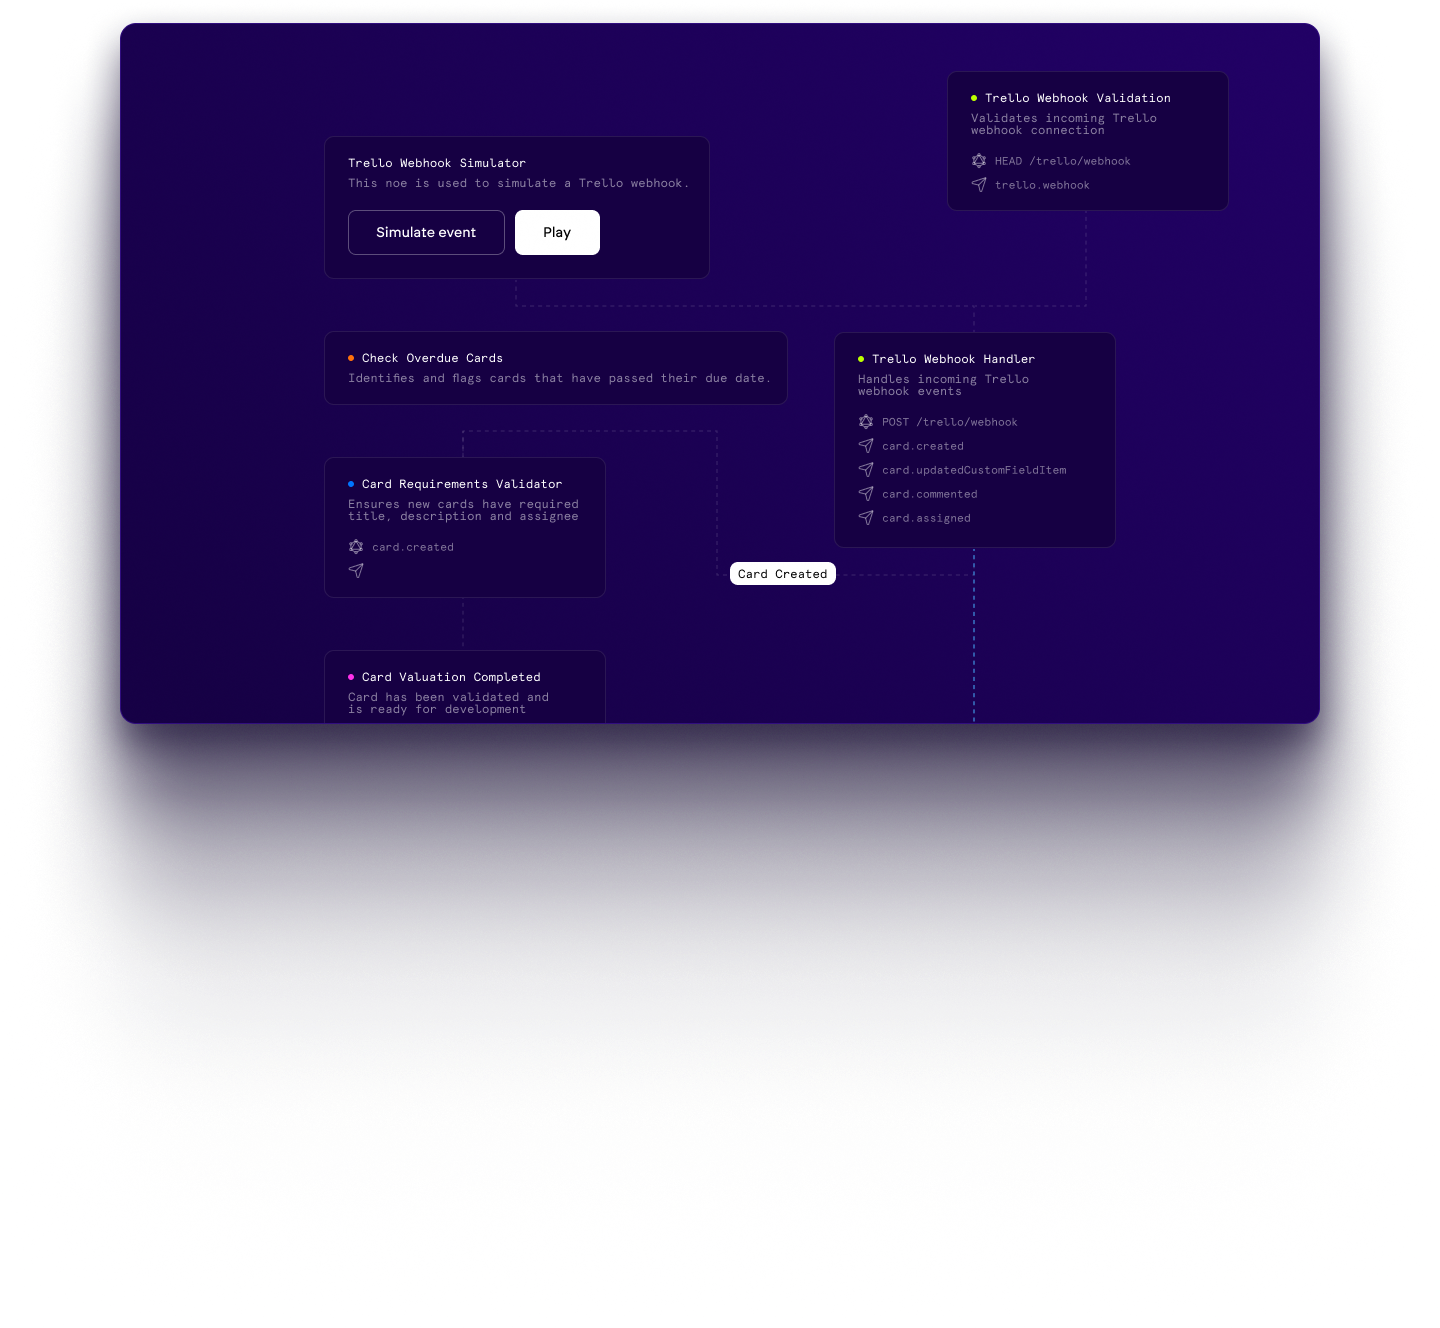 Trello Webhook Validation
Validates incoming Trello
webhook connection
HEAD /trello/webhook
trello.webhook
Trello Webhook Simulator
This noe is used to simulate a Trello webhook.
Simulate event
Play
Check Overdue Cards
Identifies and flags cards that have passed their due date.
Trello Webhook Handler
Handles incoming Trello
webhook events
POST /trello/webhook
card.created
card.updatedCustomFieldItem
card.commented
card.assigned
Card Requirements Validator
Ensures new cards have required
title, description and assignee
card.created
Card Created
Card Valuation Completed
Card has been validated and
is ready for development